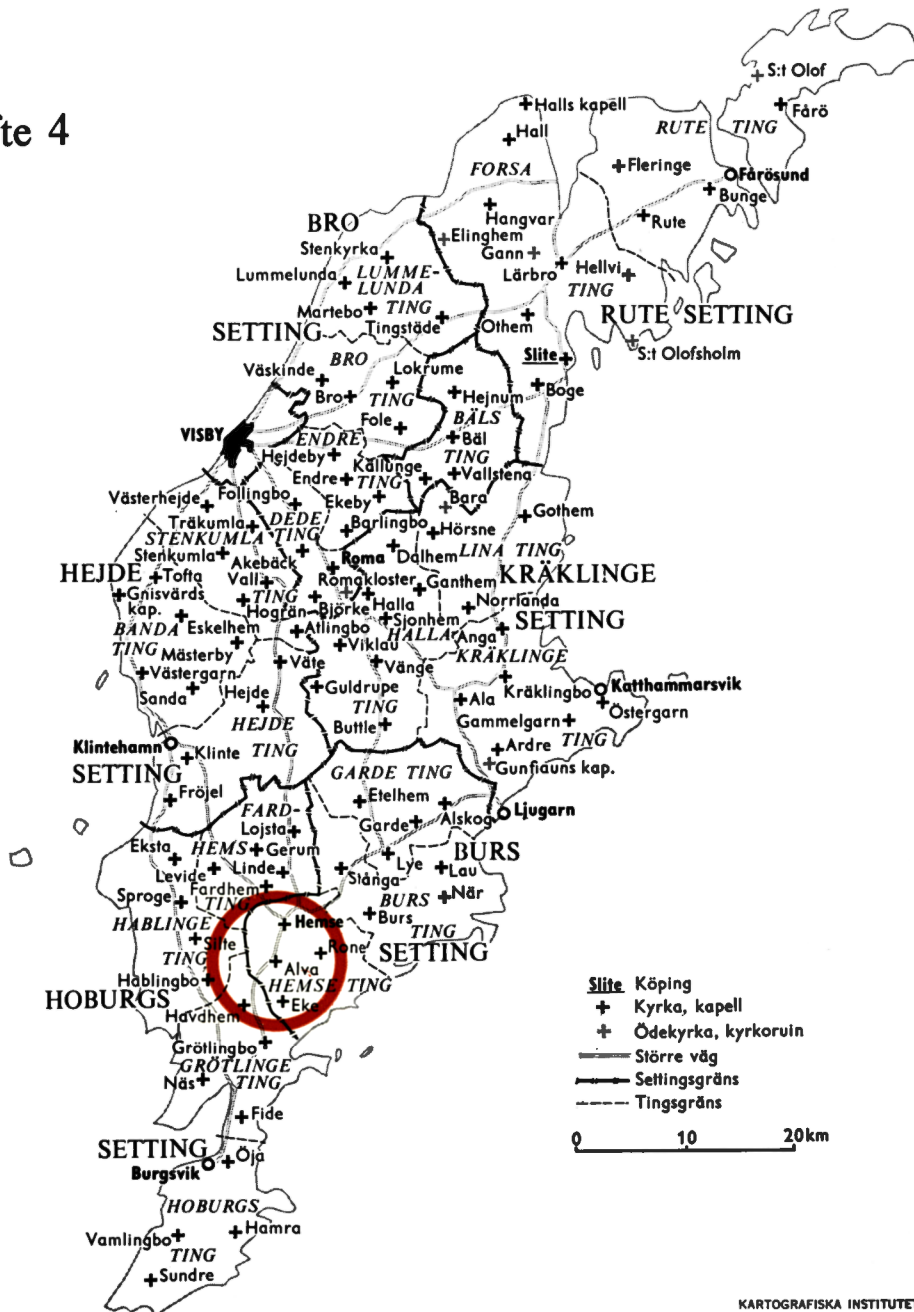 te 4
S:t Olof
Halls kapell
Fårö
Hall
RUTE TING
FORSA
Fleringe
Fårösund
Bunge
Hangvar
Rute
BRO
Elinghem
Stenkyrka
Gann
Lärbro
Hellvi
Lummelunda
LUMME-
LUNDA
TING
TING
RUTE SETTING
Martebo
Othem
Tingstäde
SETTING
S:t Olofsholm
BRO
Slite
Väskinde
Lokrume
Boge
Bro
TING
Hejnum
BÄLS
Fole
VISBY
ENDRE
Bäl
Hejdeby
TING
Källunge
Endre
TING
Vallstena
Ekeby
Bara
Västerhejde
Follingbo
Gothem
Träkumla
DEDE
Barlingbo
Hörsne
STENKUMLA
TING
LINA TING
Stenkumla
Akebäck
Roma
Dalhem
HEJDE
Tofta
Vall
Romakloster
Ganthem
KRÄKLINGE
Gnisvärds
kap.
TING
Hogrän
Björke
Halla
Norrlanda
SETTING
Eskelhem
Atlingbo
Sjonhem
BANDA
TING
HALLA
Anga
Mästerby
Viklau
KRÄKLINGE
Västergarn
Väte
Vänge
Sanda
Hejde
Guldrupe
Ala
Kräklingbo
Katthammarsvik
HEJDE
TING
Östergarn
Buttle
Gammelgarn
Klintehamn
Klinte
TING
Ardre
TING
SETTING
GARDE TING
Gunfiauns kap.
Fröjel
Etelhem
FARD-
Alskog
Ljugarn
Lojsta
Garde
Eksta
HEMS
Gerum
BURS
Levide
Linde
Stånga
Lye
Lau
Fardhem
TING
När
Sproge
BURS
HABLINGE
Hemse
Burs
TING
Silte
Rone
SETTING
TING
Alva
Hablingbo
HEMSE TING
HOBURGS
Eke
Havdhem
Grötlingbo
GRÖTLINGE
Näs
TING
Fide
SETTING
Burgsvik
Öja
HOBURGS
Hamra
Vamlingbo
TING
Sundre
Slite Köping
Kyrka, kapell
Ödekyrka, kyrkoruin
Större väg
Settingsgräns
Tingsgräns
0 10 20km
KARTOGRAFISKA INSTITUTET